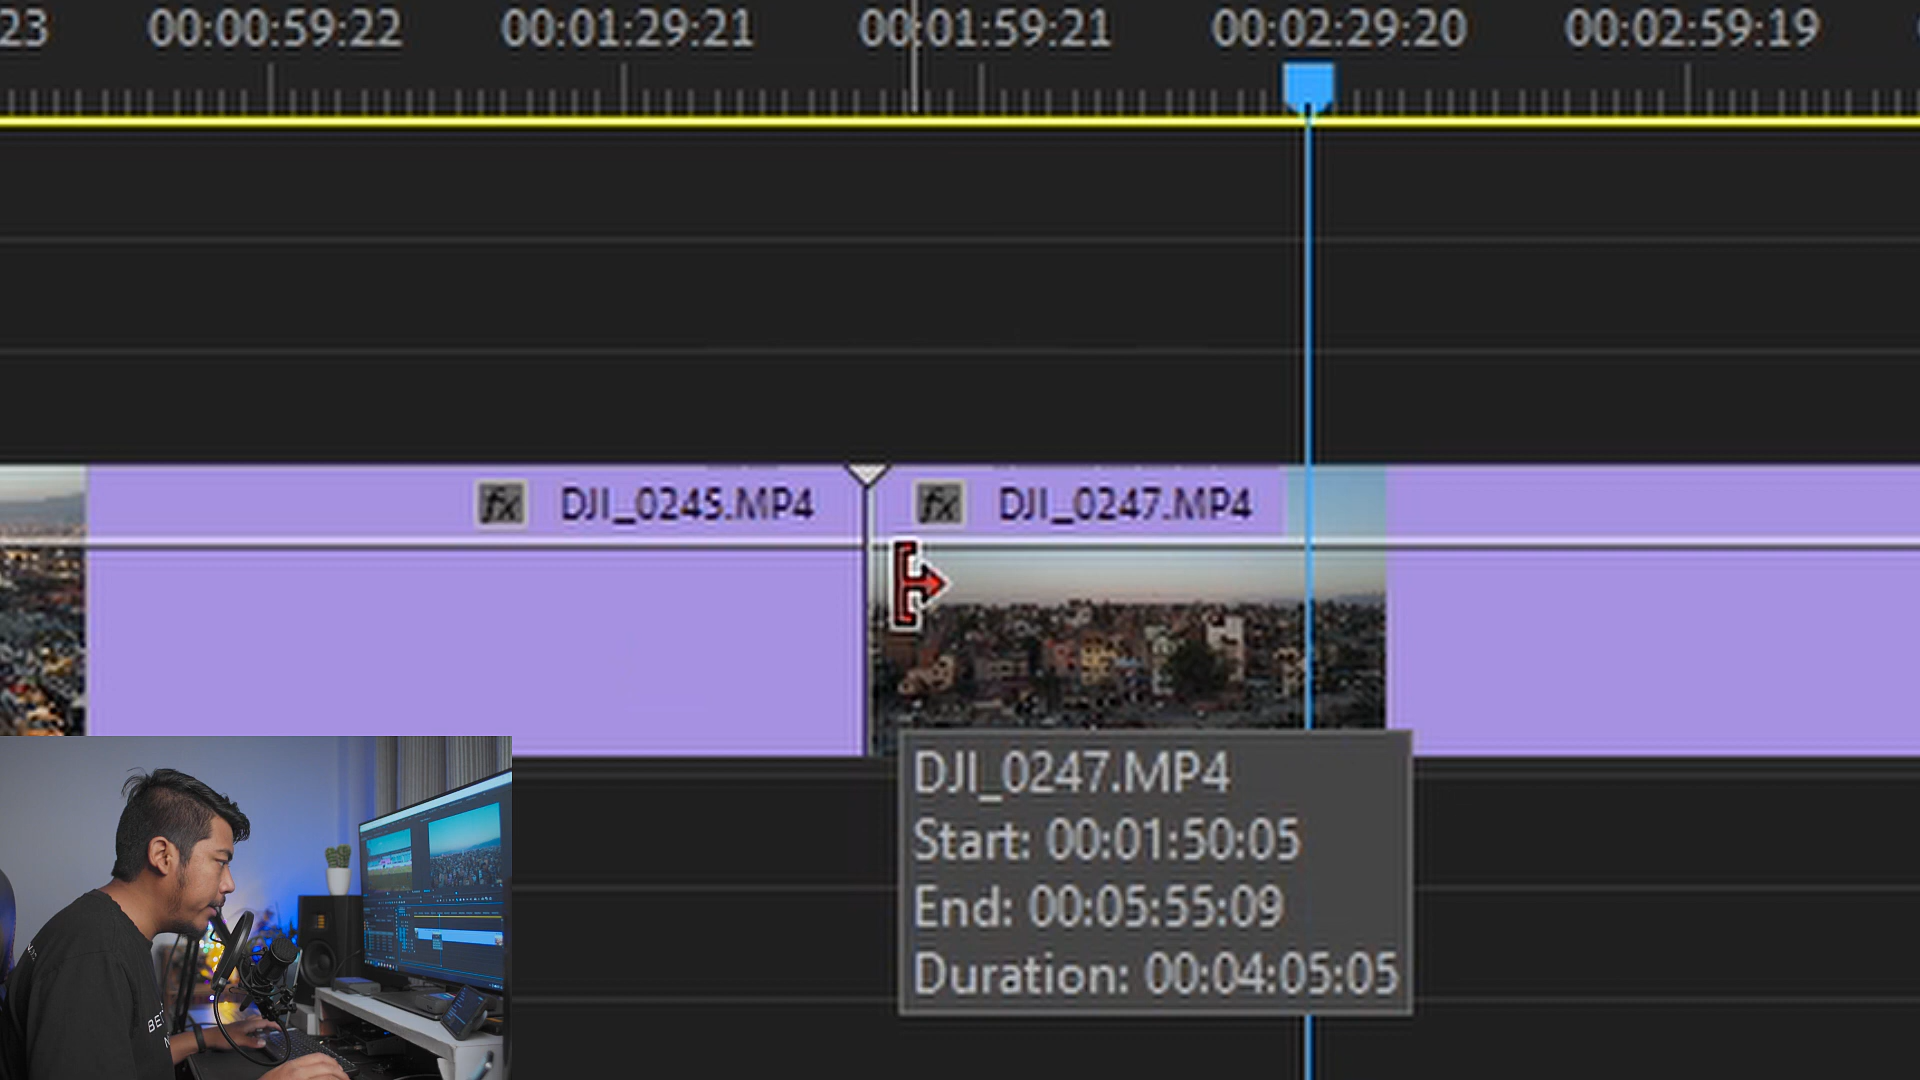 23 00:00:59:22 00:01:29:21 00:01:59:21 00:02:29:20 00:02:59:19
fx DJI_0245.MP4 fx DJI_0247.MP4
DJI_0247.MP4
Start: 00:01:50:05
End: 00:05:55:09
Duration: 00:04:05:05